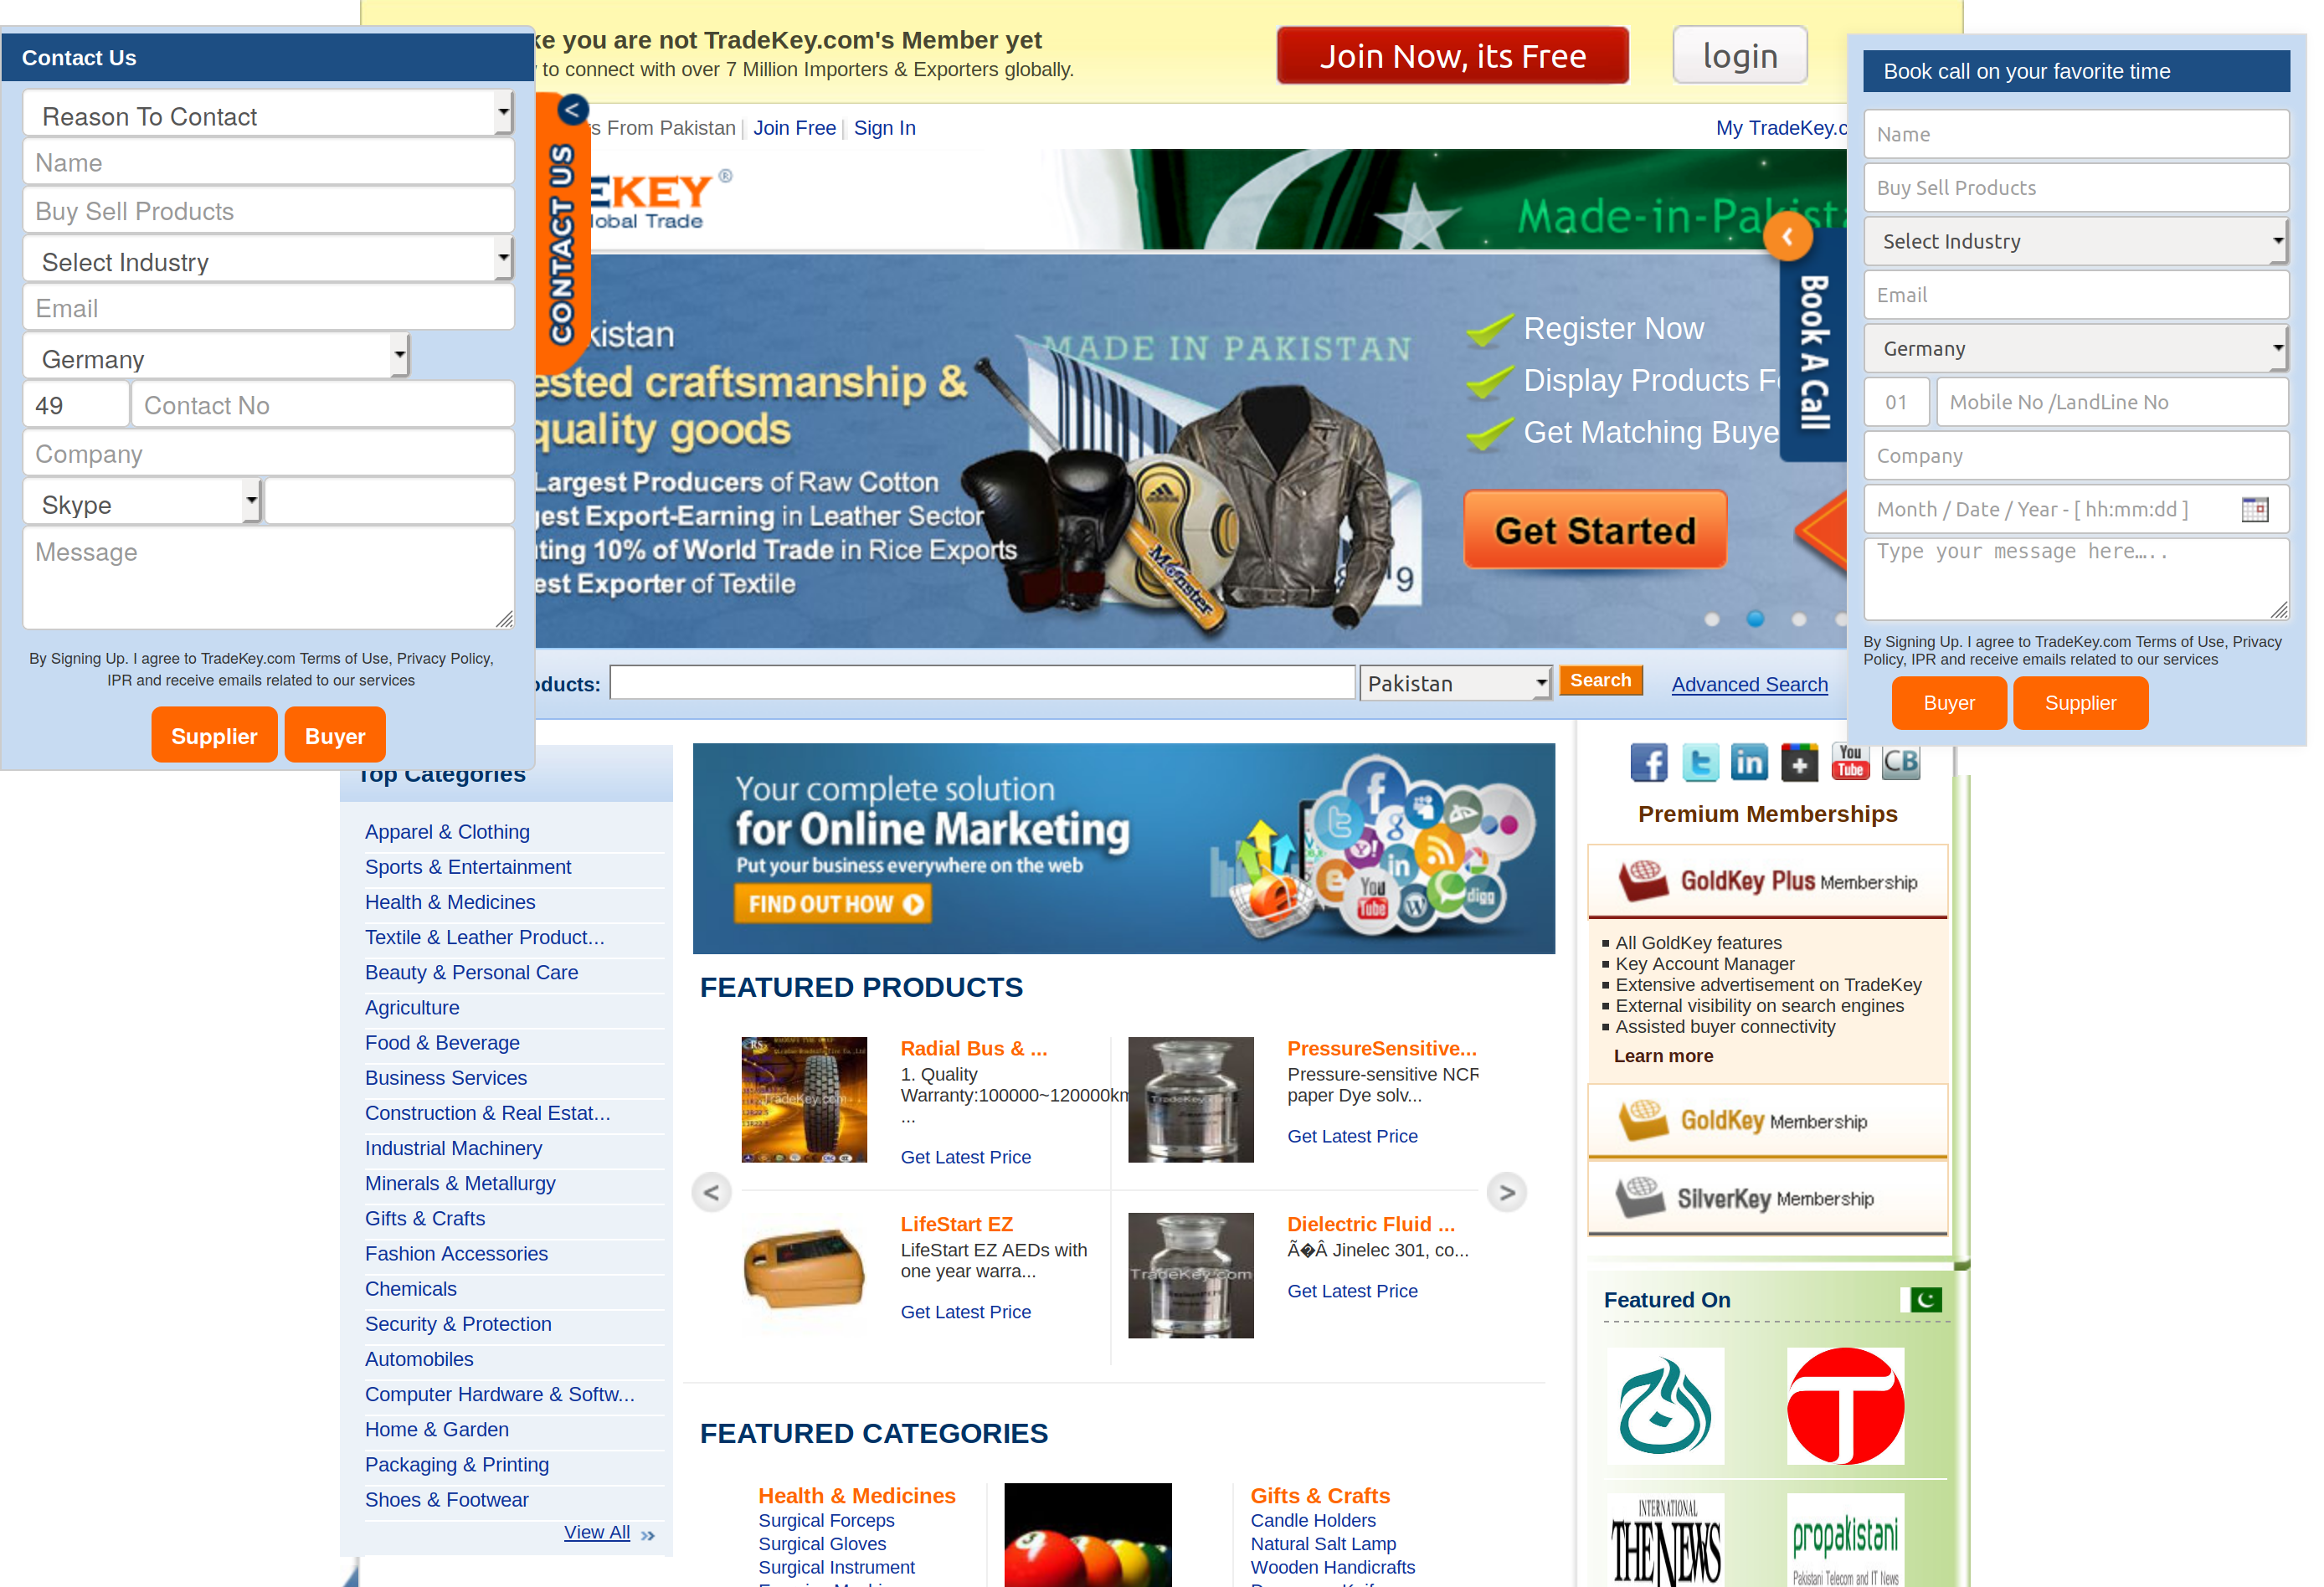 ke you are not TradeKey.com's Member yet
to connect with over 7 Million Importers & Exporters globally.
Join Now, its Free
login
Contact Us
Reason To Contact
Name
Buy Sell Products
Select Industry
Email
Germany
49
Contact No
Company
Skype
Message
By Signing Up. I agree to TradeKey.com Terms of Use, Privacy Policy,
IPR and receive emails related to our services
Supplier
Buyer
<
CONTACT US
s From Pakistan
Join Free
Sign In
My TradeKey.c
EKEY®
lobal Trade
Made-in-Pakista
kistan
ested craftsmanship &
quality goods
Largest Producers of Raw Cotton
gest Export-Earning in Leather Sector
ting 10% of World Trade in Rice Exports
est Exporter of Textile
MADE IN PAKISTAN
Register Now
Display Products F
Get Matching Buye
Get Started
Book A Call
Book call on your favorite time
Name
Buy Sell Products
Select Industry
Email
Germany
01
Mobile No /LandLine No
Company
Month / Date / Year - [ hh:mm:dd ]
Type your message here.....
By Signing Up. I agree to TradeKey.com Terms of Use, Privacy
Policy, IPR and receive emails related to our services
Buyer
Supplier
oducts:
Pakistan
Search
Advanced Search
Top Categories
Apparel & Clothing
Sports & Entertainment
Health & Medicines
Textile & Leather Product...
Beauty & Personal Care
Agriculture
Food & Beverage
Business Services
Construction & Real Estat...
Industrial Machinery
Minerals & Metallurgy
Gifts & Crafts
Fashion Accessories
Chemicals
Security & Protection
Automobiles
Computer Hardware & Softw...
Home & Garden
Packaging & Printing
Shoes & Footwear
View All
Your complete solution
for Online Marketing
Put your business everywhere on the web
FIND OUT HOW
You
Tube
in
digg
FEATURED PRODUCTS
TradeKey.com
Radial Bus & ...
1. Quality
Warranty:100000~120000km
...
Get Latest Price
PressureSensitive...
Pressure-sensitive NCR
paper Dye solv...
Get Latest Price
<
>
LifeStart EZ
LifeStart EZ AEDs with
one year warra...
Get Latest Price
TradeKey.com
Dielectric Fluid ...
Ã�Â Jinelec 301, co...
Get Latest Price
FEATURED CATEGORIES
Health & Medicines
Surgical Forceps
Surgical Gloves
Surgical Instrument
Gifts & Crafts
Candle Holders
Natural Salt Lamp
Wooden Handicrafts
f
t
in
+
You
Tube
CB
Premium Memberships
GoldKey Plus Membership
All GoldKey features
Key Account Manager
Extensive advertisement on TradeKey
External visibility on search engines
Assisted buyer connectivity
Learn more
GoldKey Membership
SilverKey Membership
Featured On
T
INTERNATIONAL
THE NEWS
propakistani
Pakistani Telecom and IT News